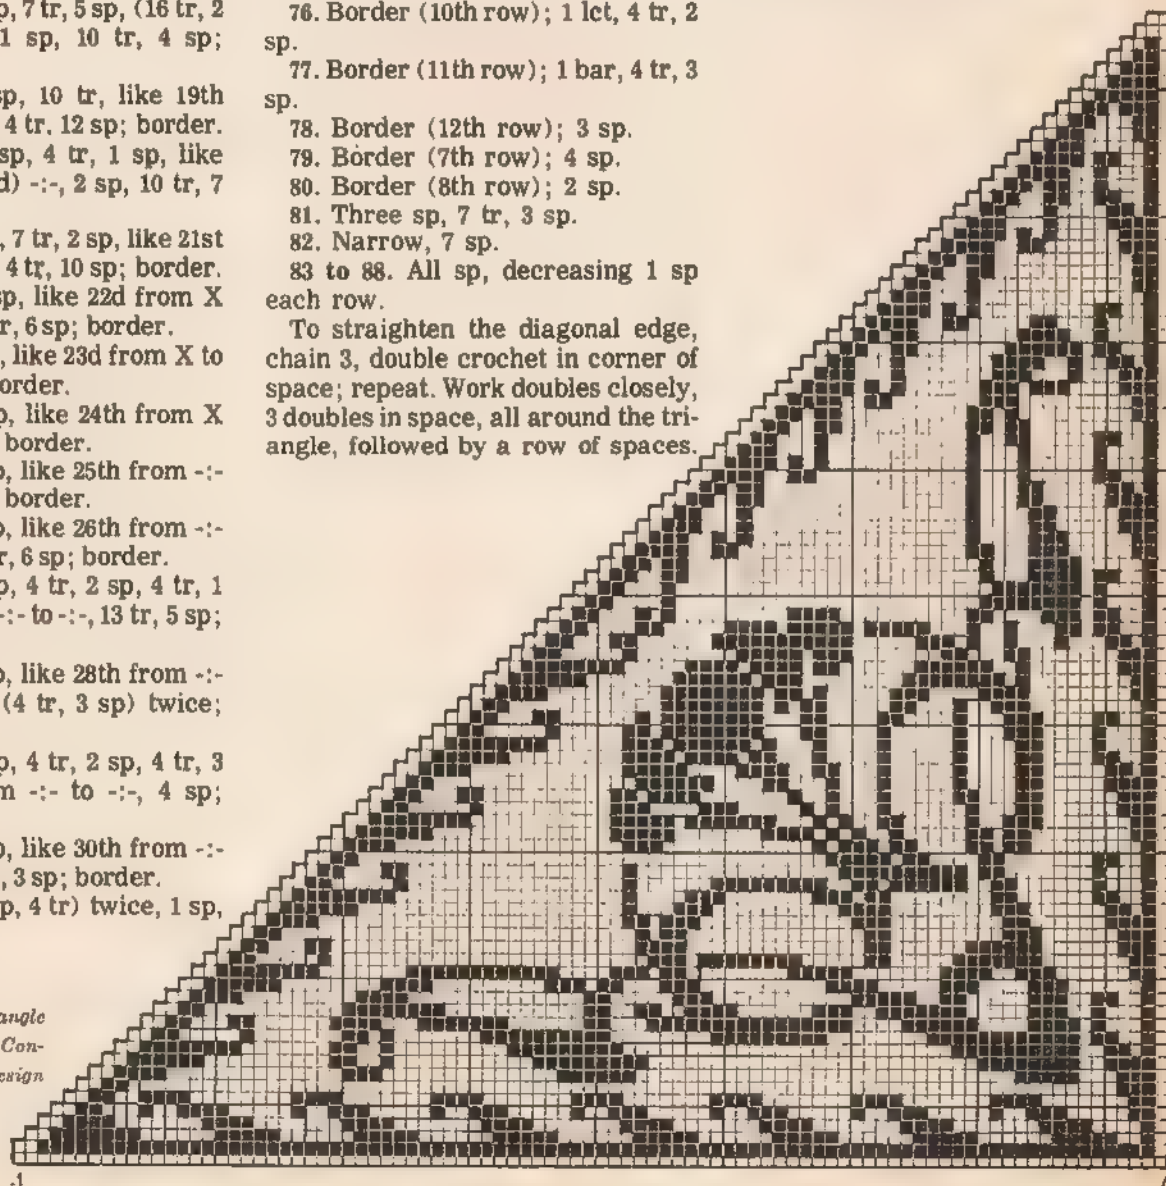 p, 7 tr, 5 sp, (16 tr, 2
1 sp, 10 tr, 4 sp;
sp, 10 tr, like 19th
4 tr, 12 sp; border.
sp, 4 tr, 1 sp, like
d) -:-, 2 sp, 10 tr, 7
, 7 tr, 2 sp, like 21st
4 tr, 10 sp; border.
sp, like 22d from X
r, 6 sp; border.
, like 23d from X to
order.
p, like 24th from X
border.
p, like 25th from -:-
border.
p, like 26th from -:-
r, 6 sp; border.
p, 4 tr, 2 sp, 4 tr, 1
-:- to -:-, 13 tr, 5 sp;
p, like 28th from -:-
(4 tr, 3 sp) twice;
p, 4 tr, 2 sp, 4 tr, 3
m -:- to -:-, 4 sp;
p, like 30th from -:-
, 3 sp; border.
p, 4 tr) twice, 1 sp,
angle
Con-
esign
76. Border (10th row); 1 lct, 4 tr, 2
sp.
77. Border (11th row); 1 bar, 4 tr, 3
sp.
78. Border (12th row); 3 sp.
79. Border (7th row); 4 sp.
80. Border (8th row); 2 sp.
81. Three sp, 7 tr, 3 sp.
82. Narrow, 7 sp.
83 to 88. All sp, decreasing 1 sp
each row.
To straighten the diagonal edge,
chain 3, double crochet in corner of
space; repeat. Work doubles closely,
3 doubles in space, all around the tri-
angle, followed by a row of spaces.
.1